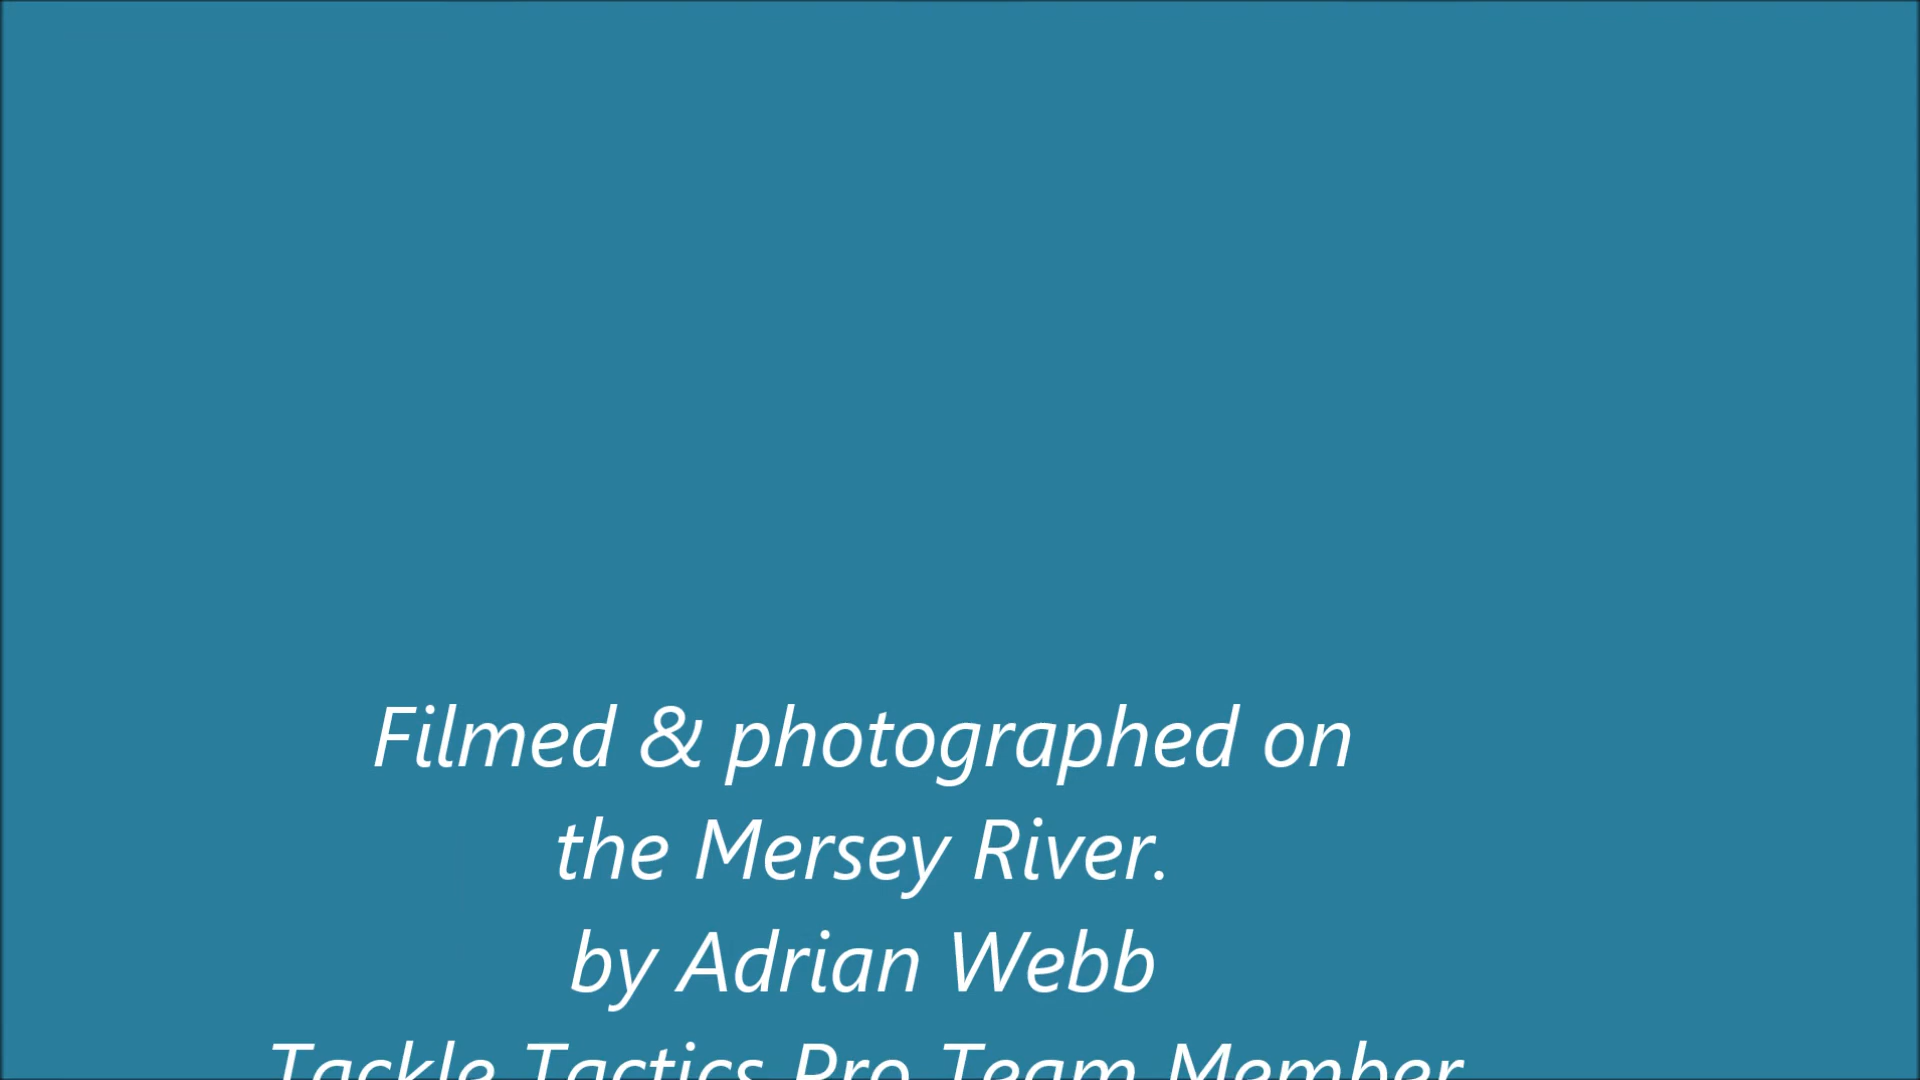 Filmed & photographed on
the Mersey River.
by Adrian Webb
Tackle Tactics Pro Team Member